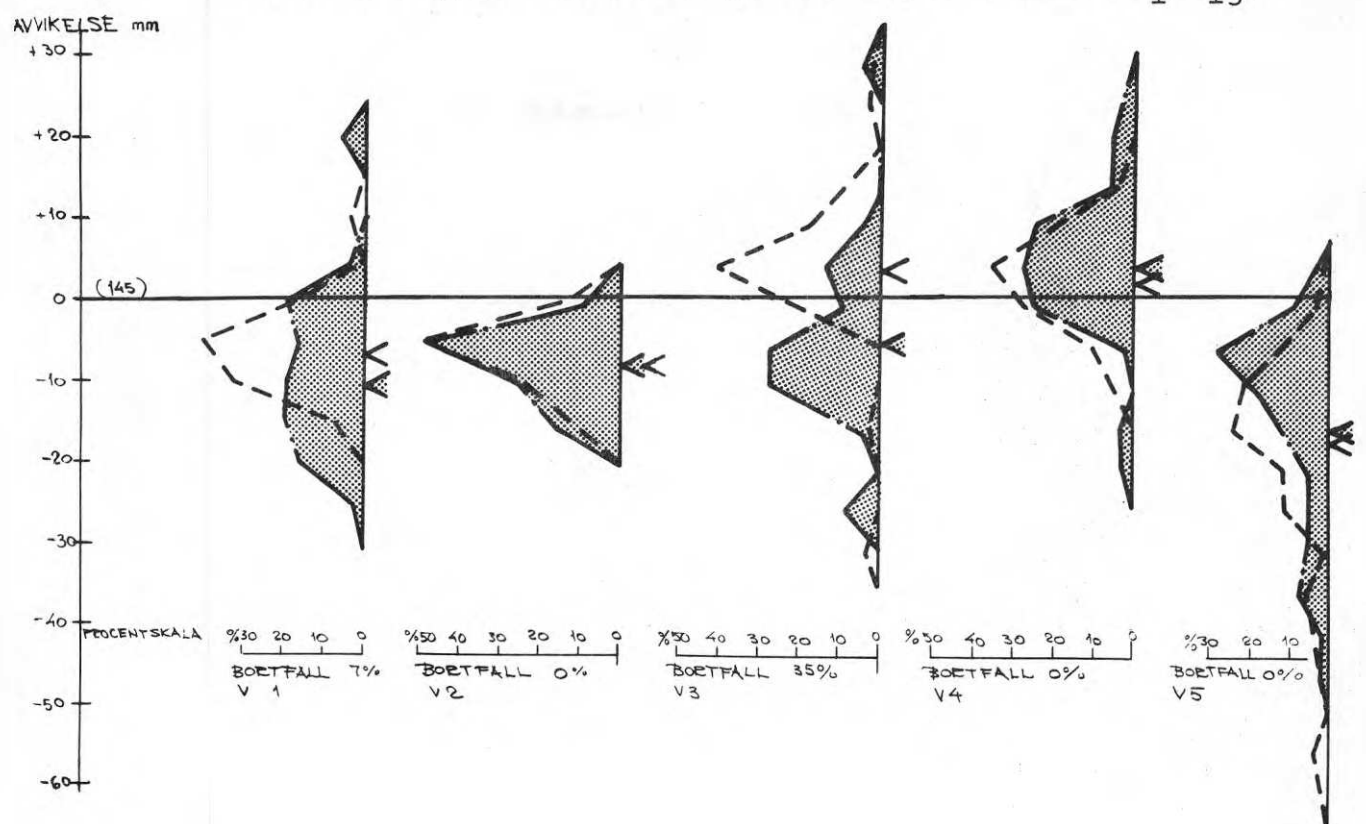 AVVIKELSE mm
+30
+20
+10
(145)
0
-10
-20
-30
-40
-50
-60
PROCENTSKALA
%30 20 10 0
BORTFALL 7%
V 1
%50 40 30 20 10 0
BORTFALL 0%
V2
%50 40 30 20 10 0
BORTFALL 35%
V3
%50 40 30 20 10 0
BORTFALL 0%
V4
%30 20 10
BORTFALL 0%
V5